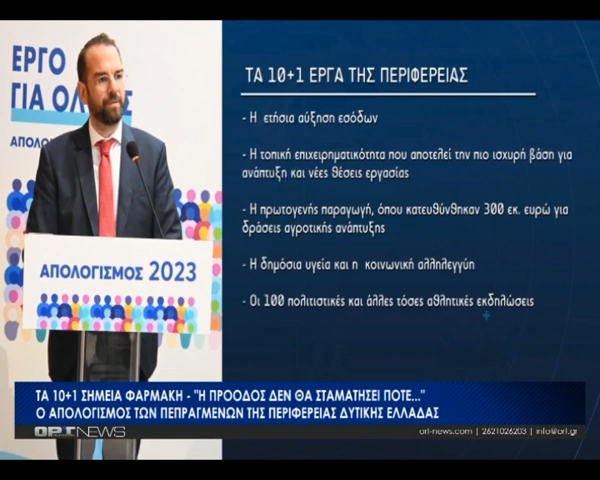 ΕΡΓΟ
ΓΙΑ ΟΛ
ΑΠΟΛΟΓΙΣΜΟΣ 2023
ΤΑ 10+1 ΕΡΓΑ ΤΗΣ ΠΕΡΙΦΕΡΕΙΑΣ
- Η ετήσια αύξηση εσόδων
- Η τοπική επιχειρηματικότητα που αποτελεί την πιο ισχυρή βάση για
ανάπτυξη και νέες θέσεις εργασίας
- Η πρωτογενής παραγωγή, όπου κατευθύνθηκαν 300 εκ. ευρώ για
δράσεις αγροτικής ανάπτυξης
- Η δημόσια υγεία και η κοινωνική αλληλεγγύη
- Οι 100 πολιτιστικές και άλλες τόσες αθλητικές εκδηλώσεις
ΤΑ 10+1 ΣΗΜΕΙΑ ΦΑΡΜΑΚΗ - "Η ΠΡΟΟΔΟΣ ΔΕΝ ΘΑ ΣΤΑΜΑΤΗΣΕΙ ΠΟΤΕ..."
Ο ΑΠΟΛΟΓΙΣΜΟΣ ΤΩΝ ΠΕΠΡΑΓΜΕΝΩΝ ΤΗΣ ΠΕΡΙΦΕΡΕΙΑΣ ΔΥΤΙΚΗΣ ΕΛΛΑΔΑΣ
ORT NEWS
ort-news.com | 2621026203 | info@ort.gr